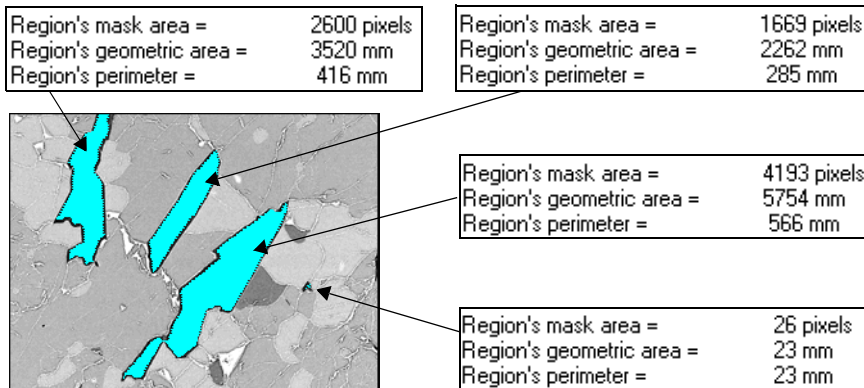 Region's mask area = 2600 pixels
Region's geometric area = 3520 mm
Region's perimeter = 416 mm
Region's mask area = 1669 pixels
Region's geometric area = 2262 mm
Region's perimeter = 285 mm
Region's mask area = 4193 pixels
Region's geometric area = 5754 mm
Region's perimeter = 566 mm
Region's mask area = 26 pixels
Region's geometric area = 23 mm
Region's perimeter = 23 mm